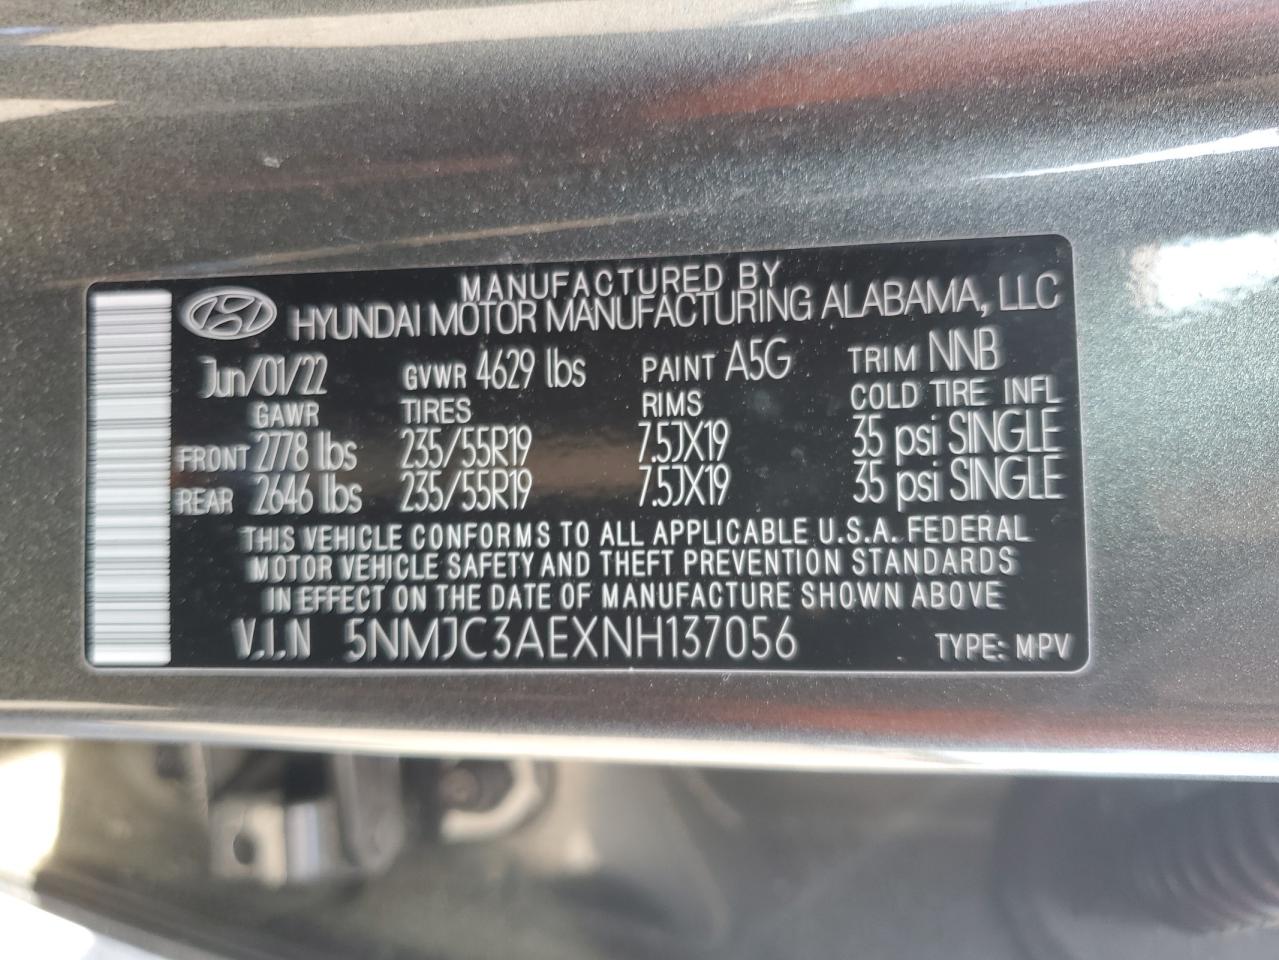 MANUFACTURED BY
HYUNDAI MOTOR MANUFACTURING ALABAMA, LLC
Jun/01/22 GVWR 4629 lbs PAINT A5G TRIM NNB
GAWR TIRES RIMS COLD TIRE INFL
FRONT 2778 lbs 235/55R19 7.5JX19 35 psi SINGLE
REAR 2646 lbs 235/55R19 7.5JX19 35 psi SINGLE
THIS VEHICLE CONFORMS TO ALL APPLICABLE U.S.A. FEDERAL
MOTOR VEHICLE SAFETY AND THEFT PREVENTION STANDARDS
IN EFFECT ON THE DATE OF MANUFACTURE SHOWN ABOVE
V.I.N 5NMJC3AEXNH137056 TYPE: MPV